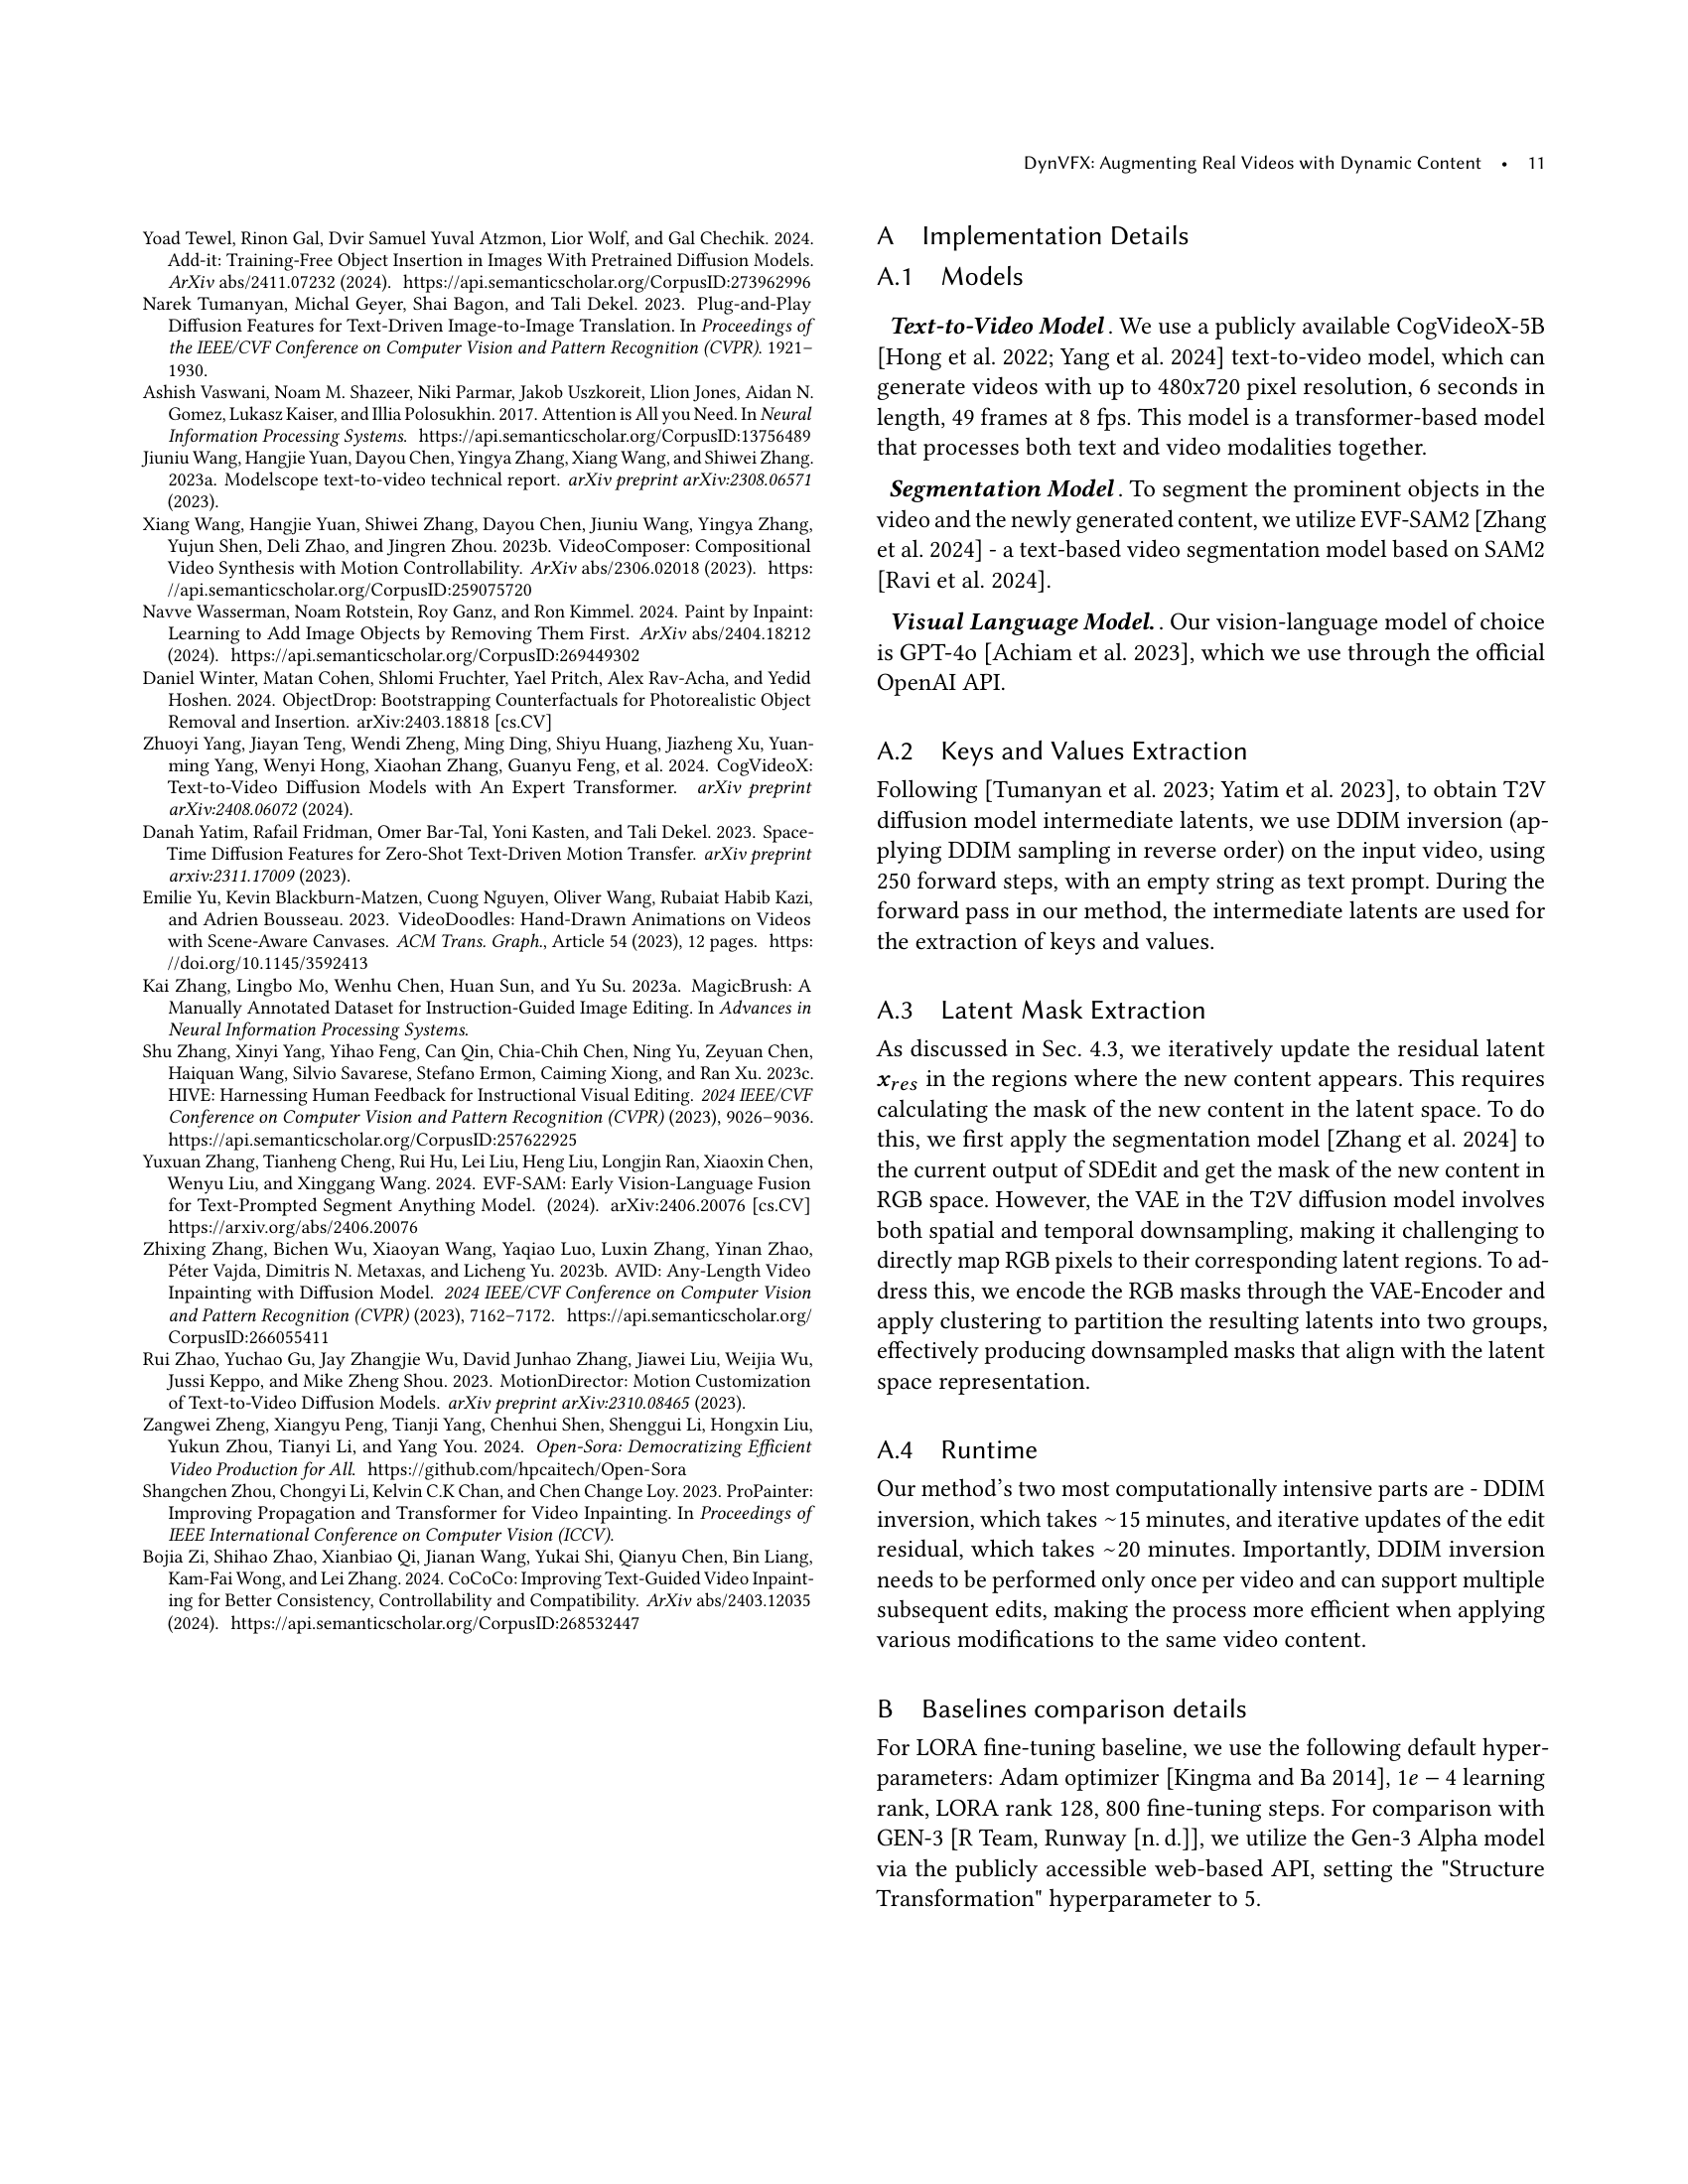 DynVFX: Augmenting Real Videos with Dynamic Content • 11
Yoad Tewel, Rinon Gal, Dvir Samuel Yuval Atzmon, Lior Wolf, and Gal Chechik. 2024.
Add-it: Training-Free Object Insertion in Images With Pretrained Diffusion Models.
ArXiv abs/2411.07232 (2024). https://api.semanticscholar.org/CorpusID:273962996
Narek Tumanyan, Michal Geyer, Shai Bagon, and Tali Dekel. 2023. Plug-and-Play
Diffusion Features for Text-Driven Image-to-Image Translation. In Proceedings of
the IEEE/CVF Conference on Computer Vision and Pattern Recognition (CVPR). 1921–
1930.
Ashish Vaswani, Noam M. Shazeer, Niki Parmar, Jakob Uszkoreit, Llion Jones, Aidan N.
Gomez, Lukasz Kaiser, and Illia Polosukhin. 2017. Attention is All you Need. In Neural
Information Processing Systems. https://api.semanticscholar.org/CorpusID:13756489
Jiuniu Wang, Hangjie Yuan, Dayou Chen, Yingya Zhang, Xiang Wang, and Shiwei Zhang.
2023a. Modelscope text-to-video technical report. arXiv preprint arXiv:2308.06571
(2023).
Xiang Wang, Hangjie Yuan, Shiwei Zhang, Dayou Chen, Jiuniu Wang, Yingya Zhang,
Yujun Shen, Deli Zhao, and Jingren Zhou. 2023b. VideoComposer: Compositional
Video Synthesis with Motion Controllability. ArXiv abs/2306.02018 (2023). https:
//api.semanticscholar.org/CorpusID:259075720
Navve Wasserman, Noam Rotstein, Roy Ganz, and Ron Kimmel. 2024. Paint by Inpaint:
Learning to Add Image Objects by Removing Them First. ArXiv abs/2404.18212
(2024). https://api.semanticscholar.org/CorpusID:269449302
Daniel Winter, Matan Cohen, Shlomi Fruchter, Yael Pritch, Alex Rav-Acha, and Yedid
Hoshen. 2024. ObjectDrop: Bootstrapping Counterfactuals for Photorealistic Object
Removal and Insertion. arXiv:2403.18818 [cs.CV]
Zhuoyi Yang, Jiayan Teng, Wendi Zheng, Ming Ding, Shiyu Huang, Jiazheng Xu, Yuan-
ming Yang, Wenyi Hong, Xiaohan Zhang, Guanyu Feng, et al. 2024. CogVideoX:
Text-to-Video Diffusion Models with An Expert Transformer. arXiv preprint
arXiv:2408.06072 (2024).
Danah Yatim, Rafail Fridman, Omer Bar-Tal, Yoni Kasten, and Tali Dekel. 2023. Space-
Time Diffusion Features for Zero-Shot Text-Driven Motion Transfer. arXiv preprint
arxiv:2311.17009 (2023).
Emilie Yu, Kevin Blackburn-Matzen, Cuong Nguyen, Oliver Wang, Rubaiat Habib Kazi,
and Adrien Bousseau. 2023. VideoDoodles: Hand-Drawn Animations on Videos
with Scene-Aware Canvases. ACM Trans. Graph., Article 54 (2023), 12 pages. https:
//doi.org/10.1145/3592413
Kai Zhang, Lingbo Mo, Wenhu Chen, Huan Sun, and Yu Su. 2023a. MagicBrush: A
Manually Annotated Dataset for Instruction-Guided Image Editing. In Advances in
Neural Information Processing Systems.
Shu Zhang, Xinyi Yang, Yihao Feng, Can Qin, Chia-Chih Chen, Ning Yu, Zeyuan Chen,
Haiquan Wang, Silvio Savarese, Stefano Ermon, Caiming Xiong, and Ran Xu. 2023c.
HIVE: Harnessing Human Feedback for Instructional Visual Editing. 2024 IEEE/CVF
Conference on Computer Vision and Pattern Recognition (CVPR) (2023), 9026–9036.
https://api.semanticscholar.org/CorpusID:257622925
Yuxuan Zhang, Tianheng Cheng, Rui Hu, Lei Liu, Heng Liu, Longjin Ran, Xiaoxin Chen,
Wenyu Liu, and Xinggang Wang. 2024. EVF-SAM: Early Vision-Language Fusion
for Text-Prompted Segment Anything Model. (2024). arXiv:2406.20076 [cs.CV]
https://arxiv.org/abs/2406.20076
Zhixing Zhang, Bichen Wu, Xiaoyan Wang, Yaqiao Luo, Luxin Zhang, Yinan Zhao,
Péter Vajda, Dimitris N. Metaxas, and Licheng Yu. 2023b. AVID: Any-Length Video
Inpainting with Diffusion Model. 2024 IEEE/CVF Conference on Computer Vision
and Pattern Recognition (CVPR) (2023), 7162–7172. https://api.semanticscholar.org/
CorpusID:266055411
Rui Zhao, Yuchao Gu, Jay Zhangjie Wu, David Junhao Zhang, Jiawei Liu, Weijia Wu,
Jussi Keppo, and Mike Zheng Shou. 2023. MotionDirector: Motion Customization
of Text-to-Video Diffusion Models. arXiv preprint arXiv:2310.08465 (2023).
Zangwei Zheng, Xiangyu Peng, Tianji Yang, Chenhui Shen, Shenggui Li, Hongxin Liu,
Yukun Zhou, Tianyi Li, and Yang You. 2024. Open-Sora: Democratizing Efficient
Video Production for All. https://github.com/hpcaitech/Open-Sora
Shangchen Zhou, Chongyi Li, Kelvin C.K Chan, and Chen Change Loy. 2023. ProPainter:
Improving Propagation and Transformer for Video Inpainting. In Proceedings of
IEEE International Conference on Computer Vision (ICCV).
Bojia Zi, Shihao Zhao, Xianbiao Qi, Jianan Wang, Yukai Shi, Qianyu Chen, Bin Liang,
Kam-Fai Wong, and Lei Zhang. 2024. CoCoCo: Improving Text-Guided Video Inpaint-
ing for Better Consistency, Controllability and Compatibility. ArXiv abs/2403.12035
(2024). https://api.semanticscholar.org/CorpusID:268532447
A Implementation Details
A.1 Models
Text-to-Video Model. We use a publicly available CogVideoX-5B
[Hong et al. 2022; Yang et al. 2024] text-to-video model, which can
generate videos with up to 480x720 pixel resolution, 6 seconds in
length, 49 frames at 8 fps. This model is a transformer-based model
that processes both text and video modalities together.
Segmentation Model. To segment the prominent objects in the
video and the newly generated content, we utilize EVF-SAM2 [Zhang
et al. 2024] - a text-based video segmentation model based on SAM2
[Ravi et al. 2024].
Visual Language Model.. Our vision-language model of choice
is GPT-4o [Achiam et al. 2023], which we use through the official
OpenAI API.
A.2 Keys and Values Extraction
Following [Tumanyan et al. 2023; Yatim et al. 2023], to obtain T2V
diffusion model intermediate latents, we use DDIM inversion (ap-
plying DDIM sampling in reverse order) on the input video, using
250 forward steps, with an empty string as text prompt. During the
forward pass in our method, the intermediate latents are used for
the extraction of keys and values.
A.3 Latent Mask Extraction
As discussed in Sec. 4.3, we iteratively update the residual latent
x_res in the regions where the new content appears. This requires
calculating the mask of the new content in the latent space. To do
this, we first apply the segmentation model [Zhang et al. 2024] to
the current output of SDEdit and get the mask of the new content in
RGB space. However, the VAE in the T2V diffusion model involves
both spatial and temporal downsampling, making it challenging to
directly map RGB pixels to their corresponding latent regions. To ad-
dress this, we encode the RGB masks through the VAE-Encoder and
apply clustering to partition the resulting latents into two groups,
effectively producing downsampled masks that align with the latent
space representation.
A.4 Runtime
Our method's two most computationally intensive parts are - DDIM
inversion, which takes ~15 minutes, and iterative updates of the edit
residual, which takes ~20 minutes. Importantly, DDIM inversion
needs to be performed only once per video and can support multiple
subsequent edits, making the process more efficient when applying
various modifications to the same video content.
B Baselines comparison details
For LORA fine-tuning baseline, we use the following default hyper-
parameters: Adam optimizer [Kingma and Ba 2014], 1e − 4 learning
rank, LORA rank 128, 800 fine-tuning steps. For comparison with
GEN-3 [R Team, Runway [n. d.]], we utilize the Gen-3 Alpha model
via the publicly accessible web-based API, setting the "Structure
Transformation" hyperparameter to 5.